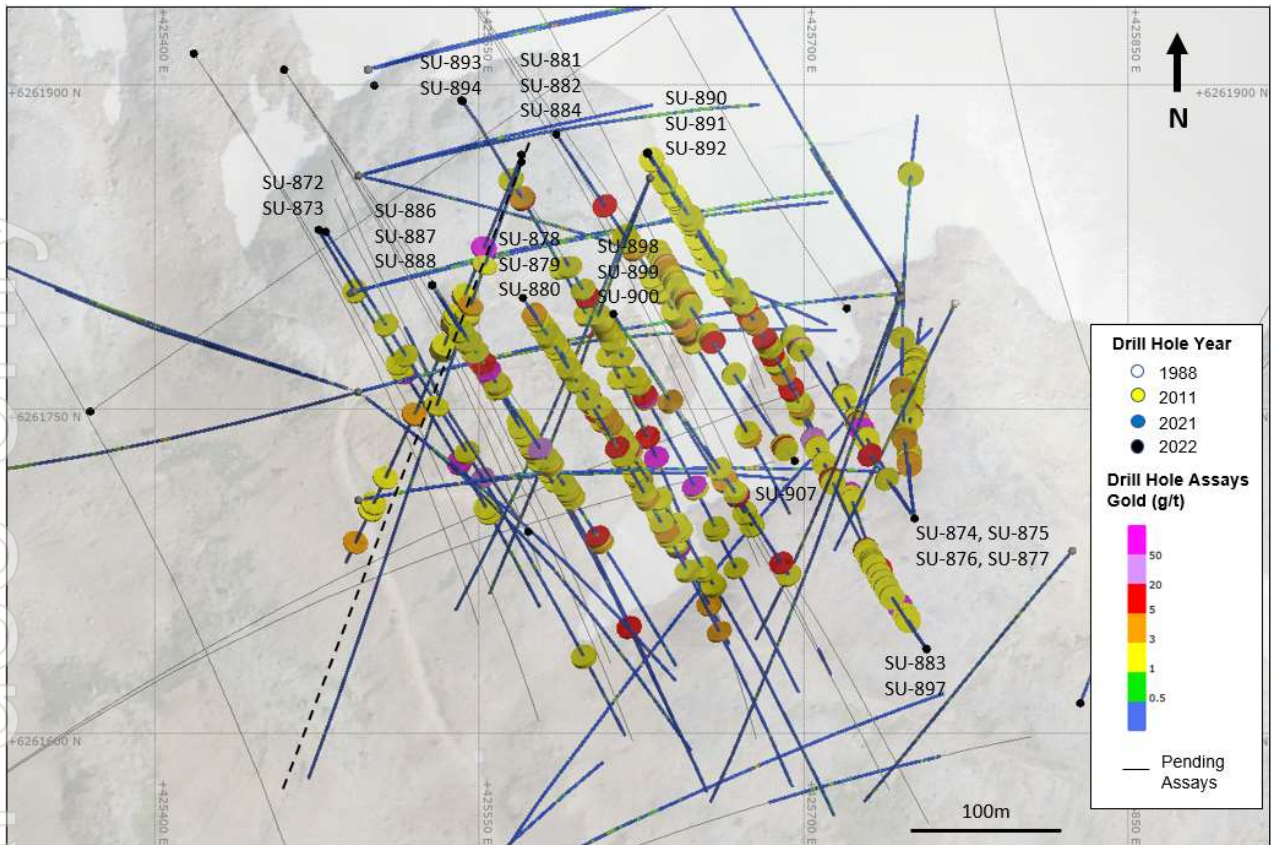 +425400 E
+425700 E
+425850 E
+6261900 N
+6261900 N
N
SU-893
SU-894
SU-881
SU-882
SU-884
SU-890
SU-891
SU-892
SU-872
SU-873
SU-886
SU-887
SU-888
SU-878
SU-879
SU-880
SU-898
SU-899
SU-900
+6261750 N
SU-907
SU-874, SU-875
SU-876, SU-877
SU-883
SU-897
+6261600 N
+425400 E
+425550 E
+425700 E
100m
Drill Hole Year
1988
2011
2021
2022
Drill Hole Assays
Gold (g/t)
50
20
5
3
1
0.5
Pending
Assays